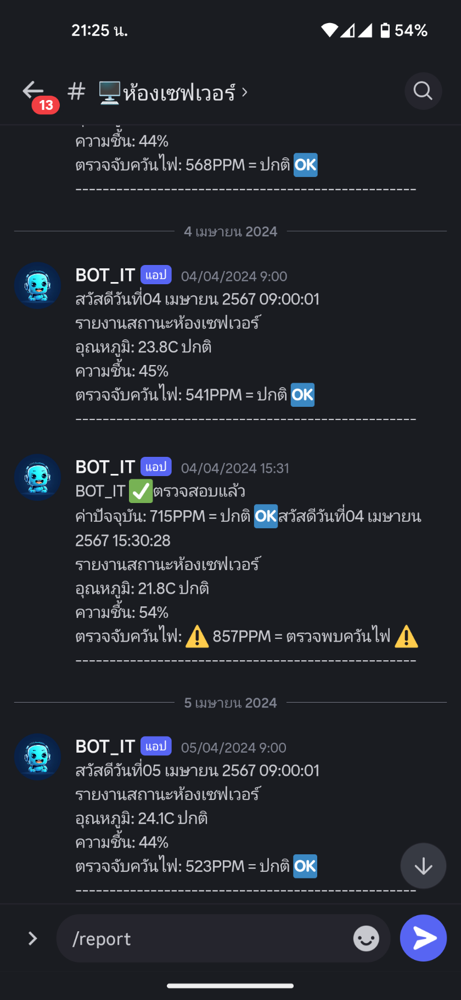 21:25 น.
54%
13
# 🖥️ห้องเซฟเวอร์ ›
ความชื้น: 44%
ตรวจจับควันไฟ: 568PPM = ปกติ 🆗
--------------------------------------------------
4 เมษายน 2024
BOT_IT แอป 04/04/2024 9:00
สวัสดีวันที่04 เมษายน 2567 09:00:01
รายงานสถานะห้องเซฟเวอร์
อุณหภูมิ: 23.8C ปกติ
ความชื้น: 45%
ตรวจจับควันไฟ: 541PPM = ปกติ 🆗
--------------------------------------------------
BOT_IT แอป 04/04/2024 15:31
BOT_IT ✅ตรวจสอบแล้ว
ค่าปัจจุบัน: 715PPM = ปกติ 🆗สวัสดีวันที่04 เมษายน
2567 15:30:28
รายงานสถานะห้องเซฟเวอร์
อุณหภูมิ: 21.8C ปกติ
ความชื้น: 54%
ตรวจจับควันไฟ: ⚠️ 857PPM = ตรวจพบควันไฟ ⚠️
--------------------------------------------------
5 เมษายน 2024
BOT_IT แอป 05/04/2024 9:00
สวัสดีวันที่05 เมษายน 2567 09:00:01
รายงานสถานะห้องเซฟเวอร์
อุณหภูมิ: 24.1C ปกติ
ความชื้น: 44%
ตรวจจับควันไฟ: 523PPM = ปกติ 🆗
--------------------------------------------------
/report